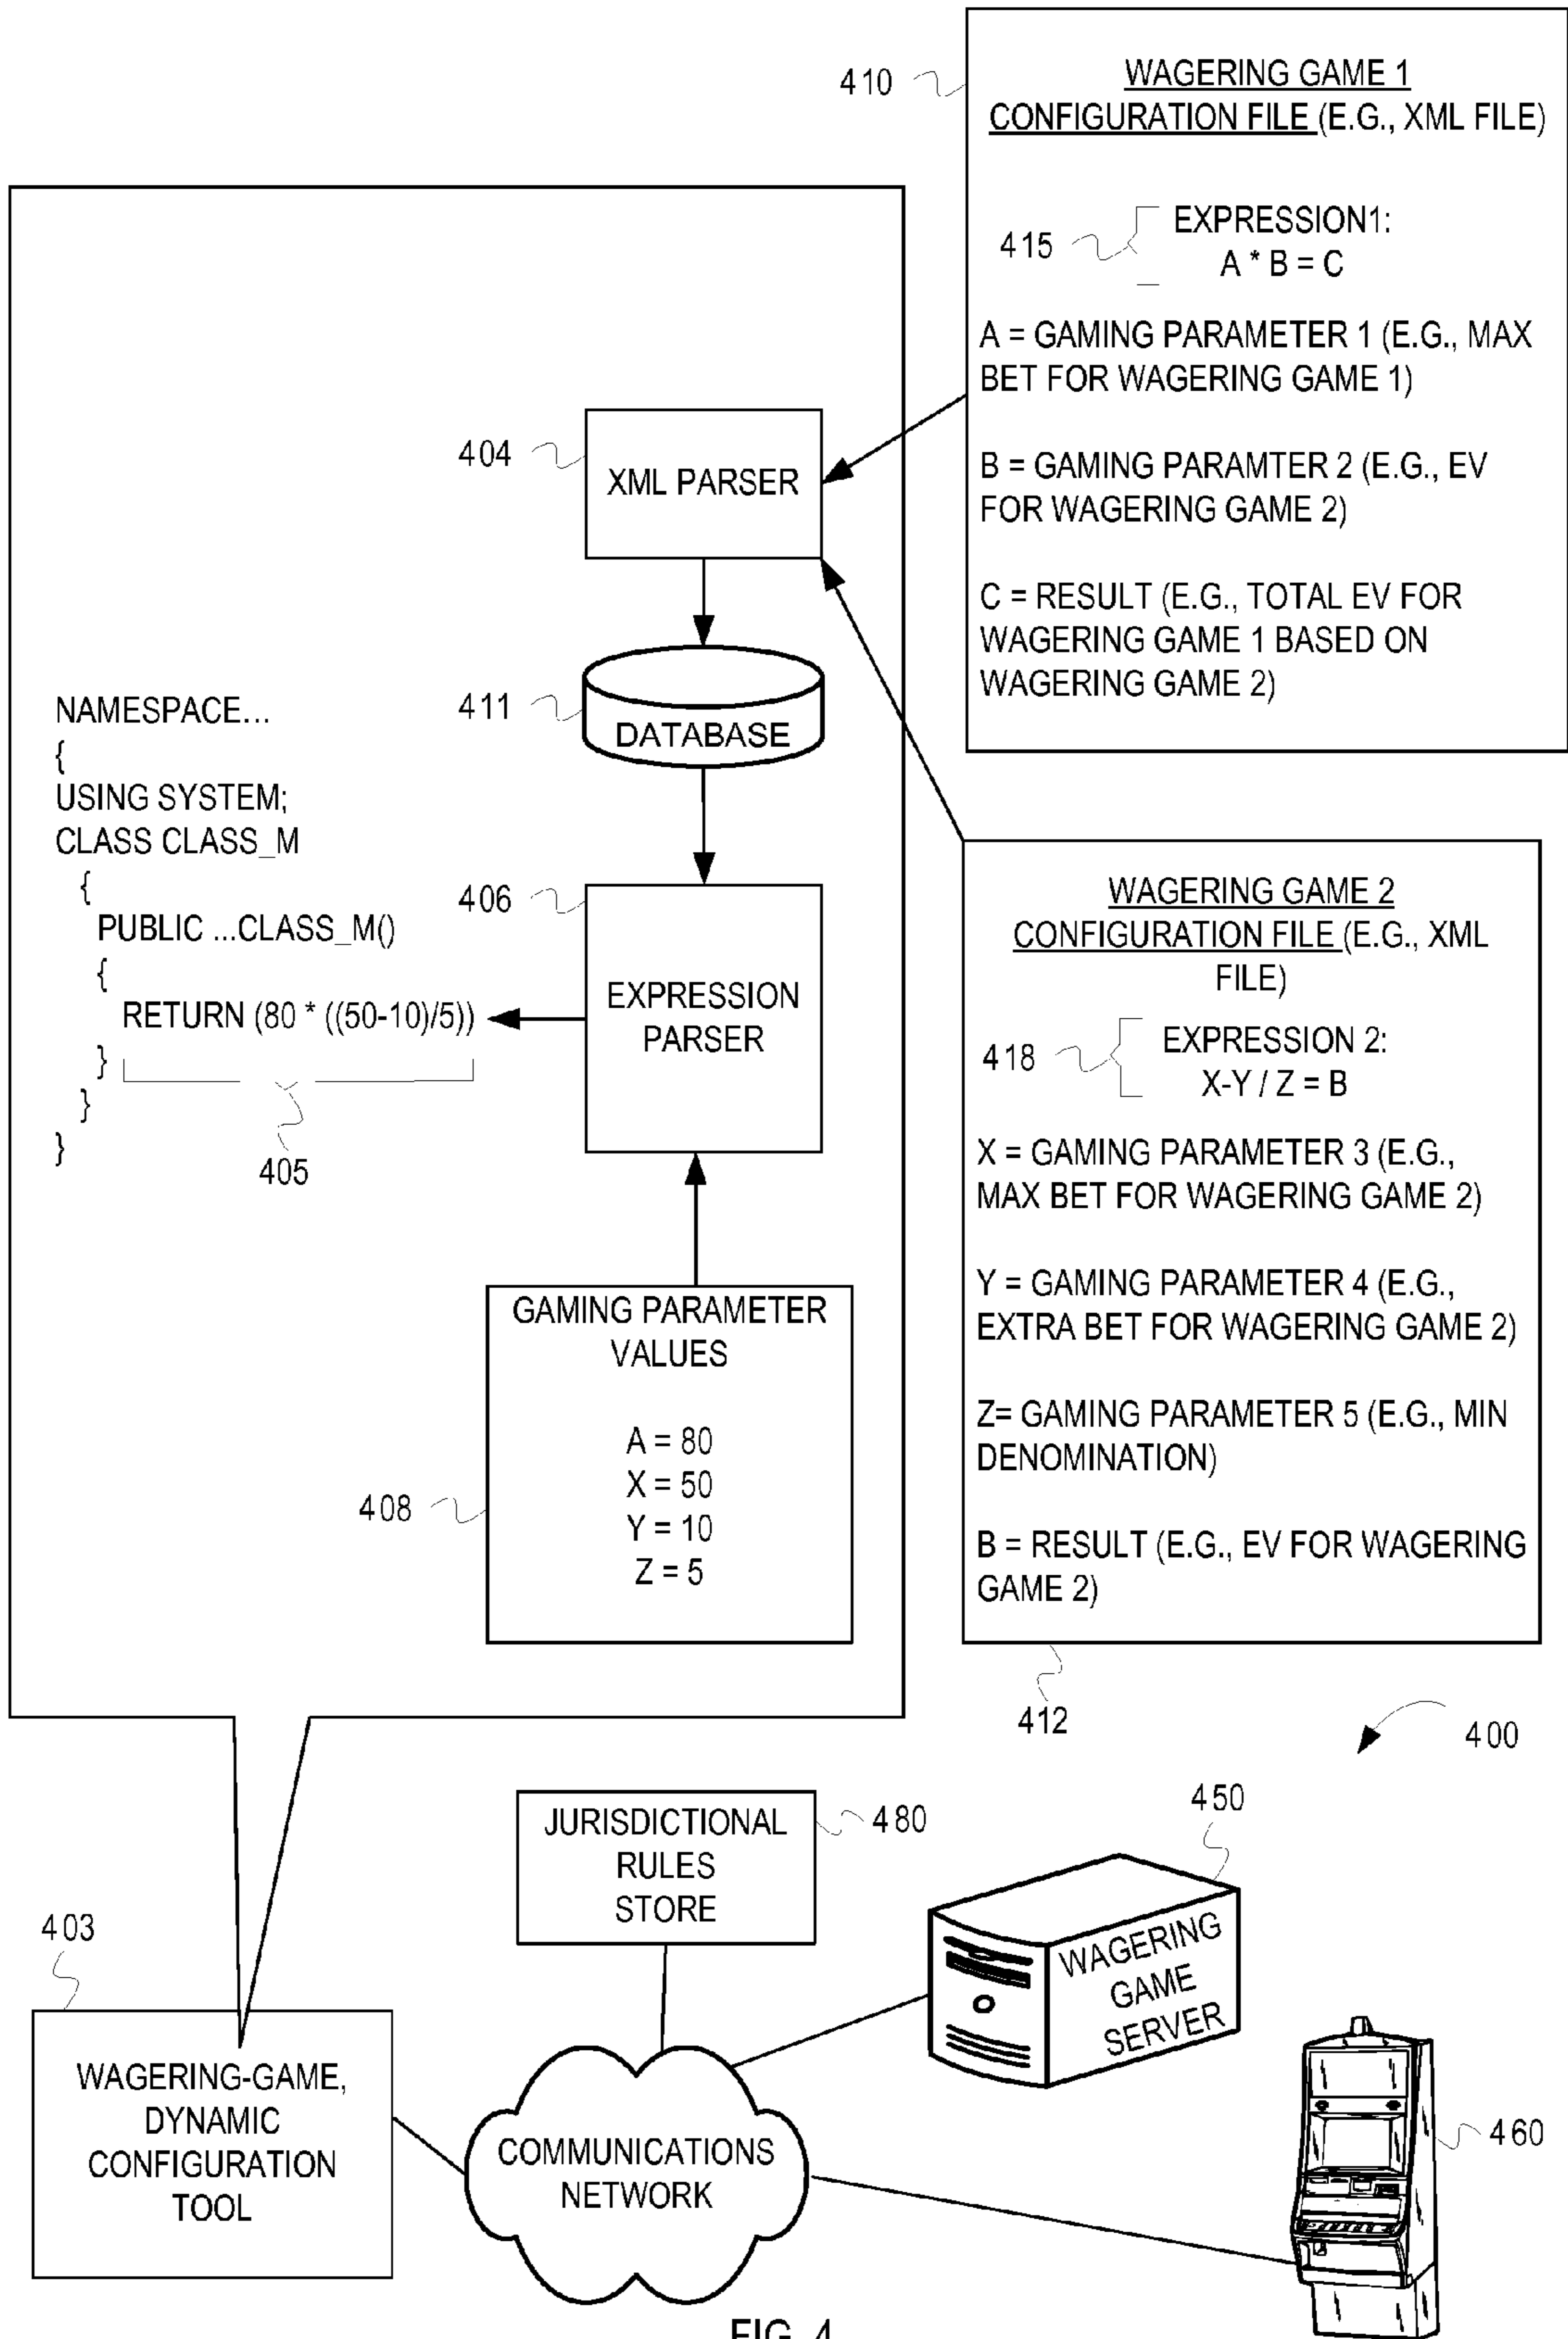 410
WAGERING GAME 1
CONFIGURATION FILE (E.G., XML FILE)
415
EXPRESSION1:
A * B = C
A = GAMING PARAMETER 1 (E.G., MAX
BET FOR WAGERING GAME 1)
B = GAMING PARAMTER 2 (E.G., EV
FOR WAGERING GAME 2)
C = RESULT (E.G., TOTAL EV FOR
WAGERING GAME 1 BASED ON
WAGERING GAME 2)
404
XML PARSER
411
DATABASE
NAMESPACE...
{
USING SYSTEM;
CLASS CLASS_M
{
PUBLIC ...CLASS_M()
{
RETURN (80 * ((50-10)/5))
}
}
}
405
406
EXPRESSION
PARSER
GAMING PARAMETER
VALUES
A = 80
X = 50
Y = 10
Z = 5
408
WAGERING GAME 2
CONFIGURATION FILE (E.G., XML
FILE)
418
EXPRESSION 2:
X-Y / Z = B
X = GAMING PARAMETER 3 (E.G.,
MAX BET FOR WAGERING GAME 2)
Y = GAMING PARAMETER 4 (E.G.,
EXTRA BET FOR WAGERING GAME 2)
Z= GAMING PARAMETER 5 (E.G., MIN
DENOMINATION)
B = RESULT (E.G., EV FOR WAGERING
GAME 2)
412
400
JURISDICTIONAL
RULES
STORE
480
450
WAGERING
GAME
SERVER
403
WAGERING-GAME,
DYNAMIC
CONFIGURATION
TOOL
COMMUNICATIONS
NETWORK
460
FIG. 4